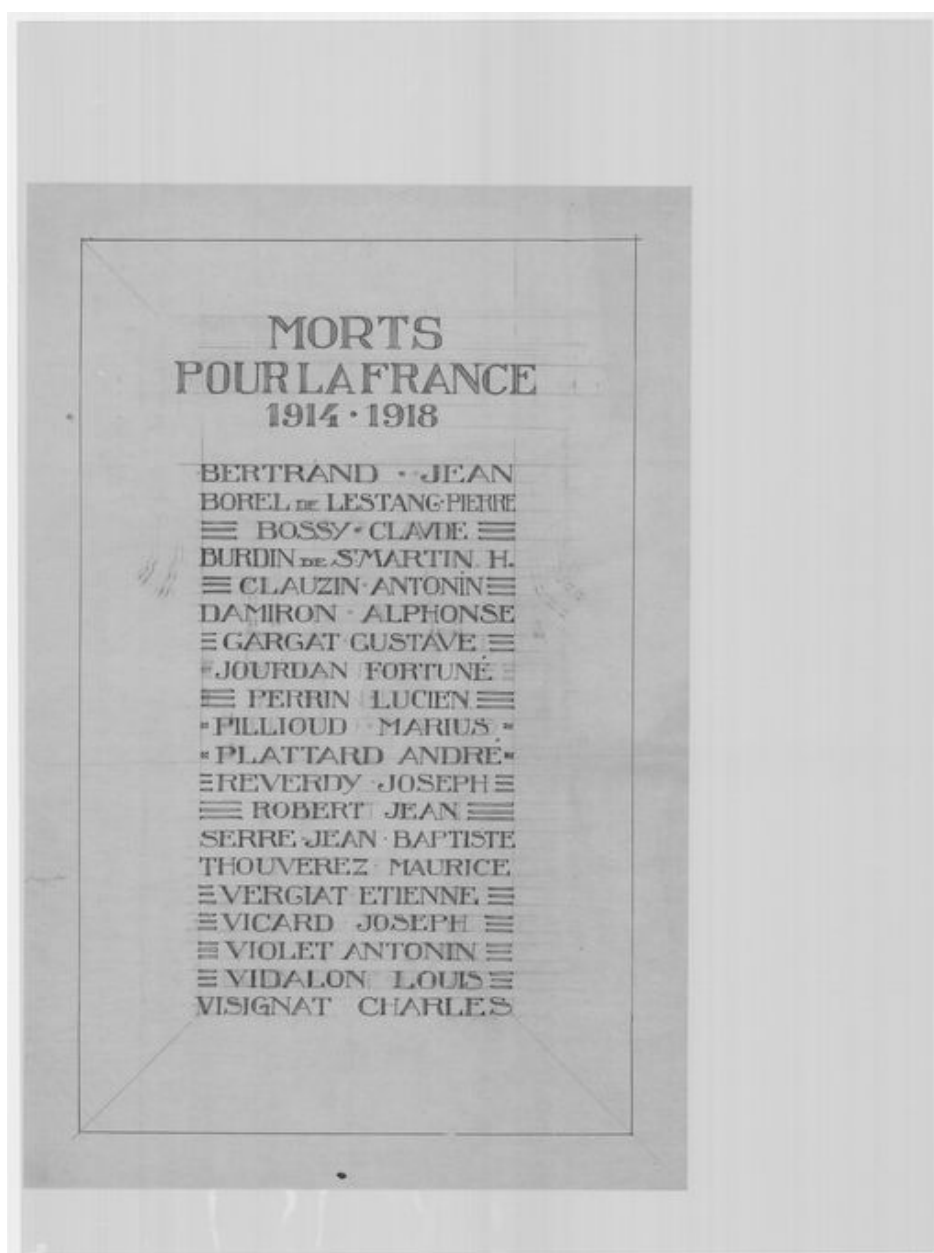 MORTS
POUR LA FRANCE
1914 · 1918
BERTRAND · JEAN
BOREL DE LESTANG·PIERRE
BOSSY · CLAVDE
BURDIN DE ST MARTIN. H.
CLAUZIN · ANTONIN
DAMIRON · ALPHONSE
GARGAT · GUSTAVE
JOURDAN FORTUNÉ
PERRIN LUCIEN
PILLIOUD MARIUS
PLATTARD ANDRÉ
REVERDY · JOSEPH
ROBERT JEAN
SERRE · JEAN · BAPTISTE
THOUVEREZ · MAURICE
VERGIAT ETIENNE
VICARD JOSEPH
VIOLET ANTONIN
VIDALON LOUIS
VISIGNAT CHARLES